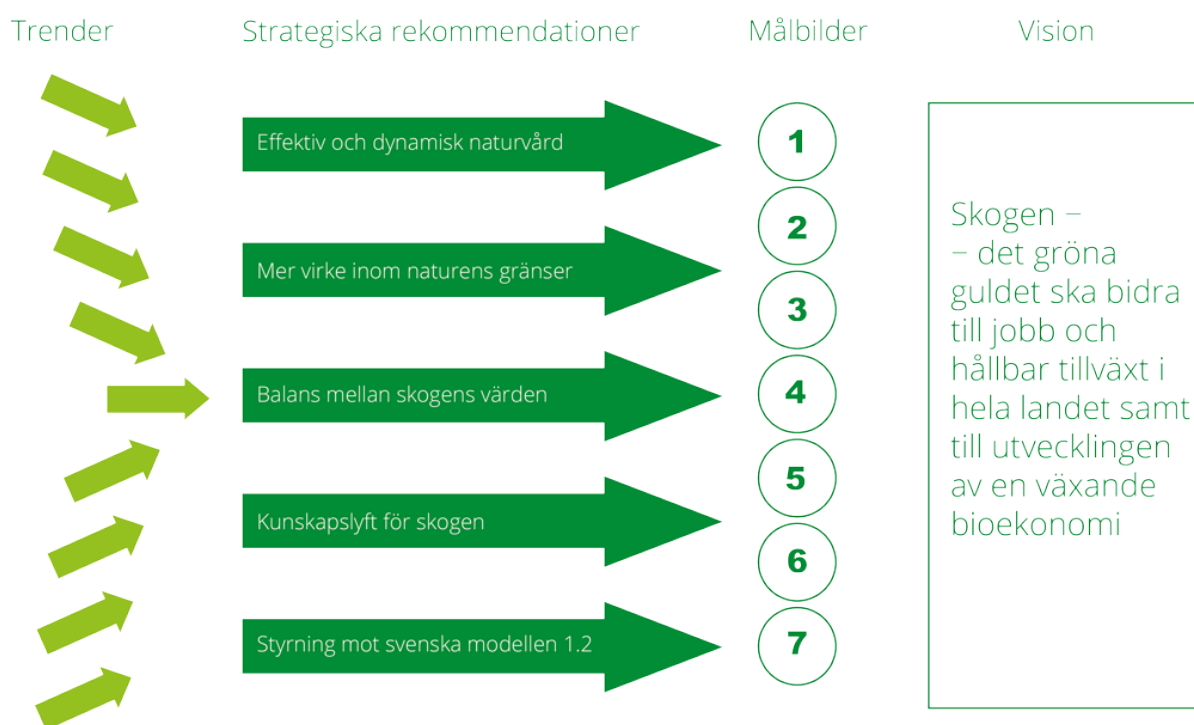 Trender
Strategiska rekommendationer
Målbilder
Vision
Effektiv och dynamisk naturvård
Mer virke inom naturens gränser
Balans mellan skogens värden
Kunskapslyft för skogen
Styrning mot svenska modellen 1.2
1
2
3
4
5
6
7
Skogen –
– det gröna
guldet ska bidra
till jobb och
hållbar tillväxt i
hela landet samt
till utvecklingen
av en växande
bioekonomi